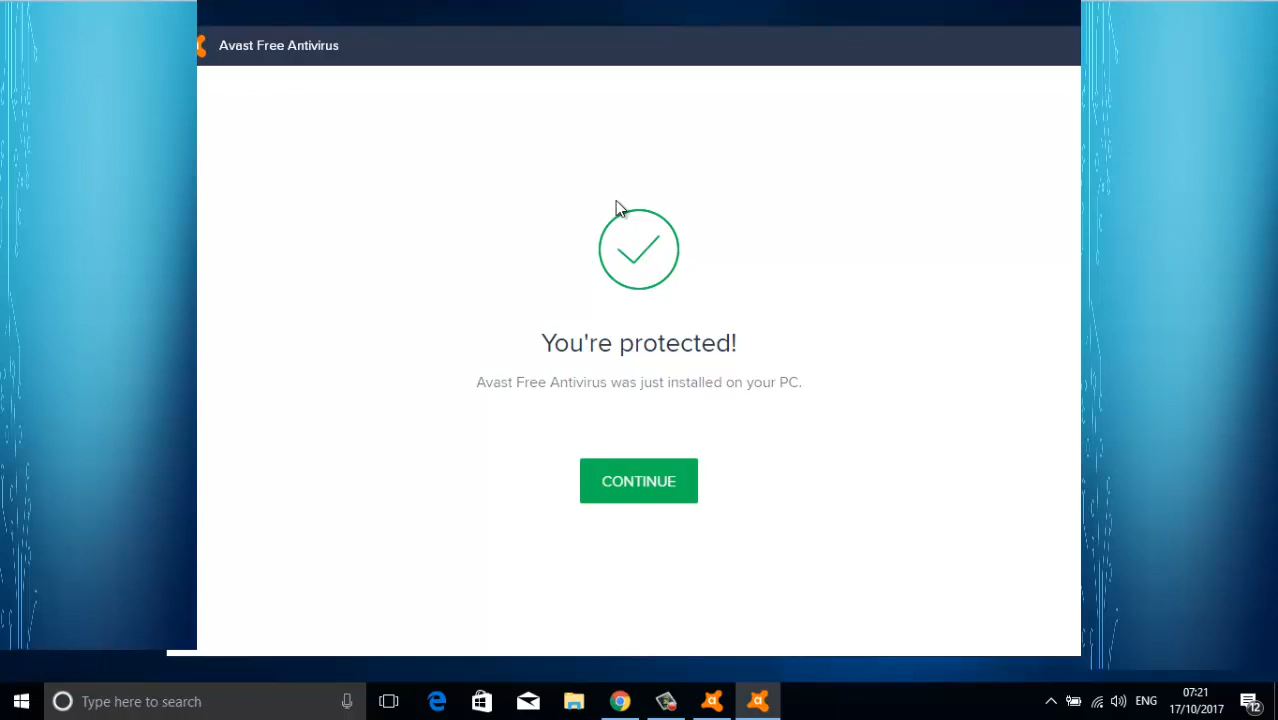 Avast Free Antivirus
You're protected!
Avast Free Antivirus was just installed on your PC.
CONTINUE
Type here to search
ENG
07:21
17/10/2017
12